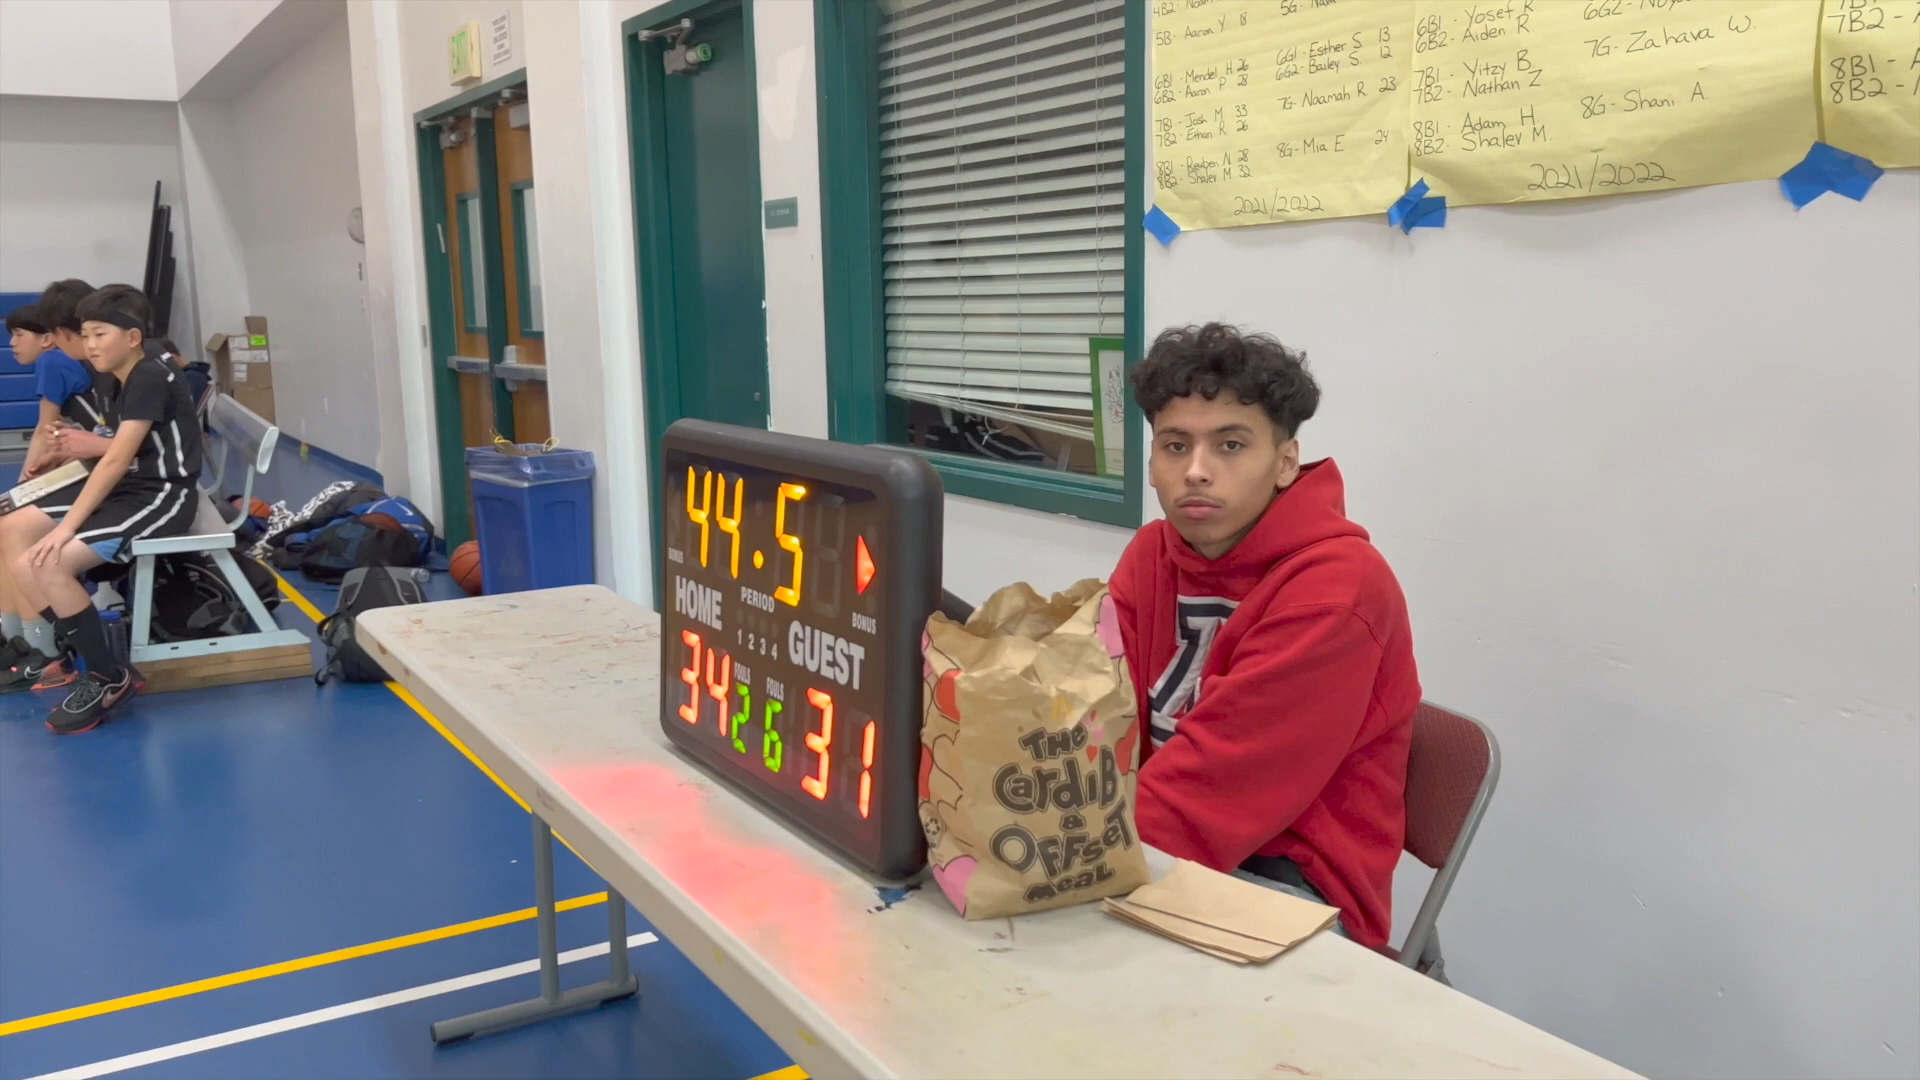 5B- Aaron Y 18
6B1- Mendel H. 26
6B2- Aaron P 28
7B1- Josh M 33
7B2- Ethan R. 26
8B1- Reuben N 28
8B2- Shalev M 32
6G1- Esther S. 13
6G2- Bailey S. 12
7G- Naamah R 23
8G- Mia E 24
2021/2022
6B1- Yosef R
6B2- Aiden R
7B1- Yitzy B
7B2- Nathan Z
8B1- Adam H
8B2- Shalev M.
7G- Zahava W.
8G- Shani A
2021/2022
7B2-
8B1- A
8B2-
44.5
BONUS
BONUS
HOME
PERIOD
1 2 3 4
GUEST
FOULS
FOULS
34
2
6
31
THE
Cardi B
&
OFFSeT
meaL